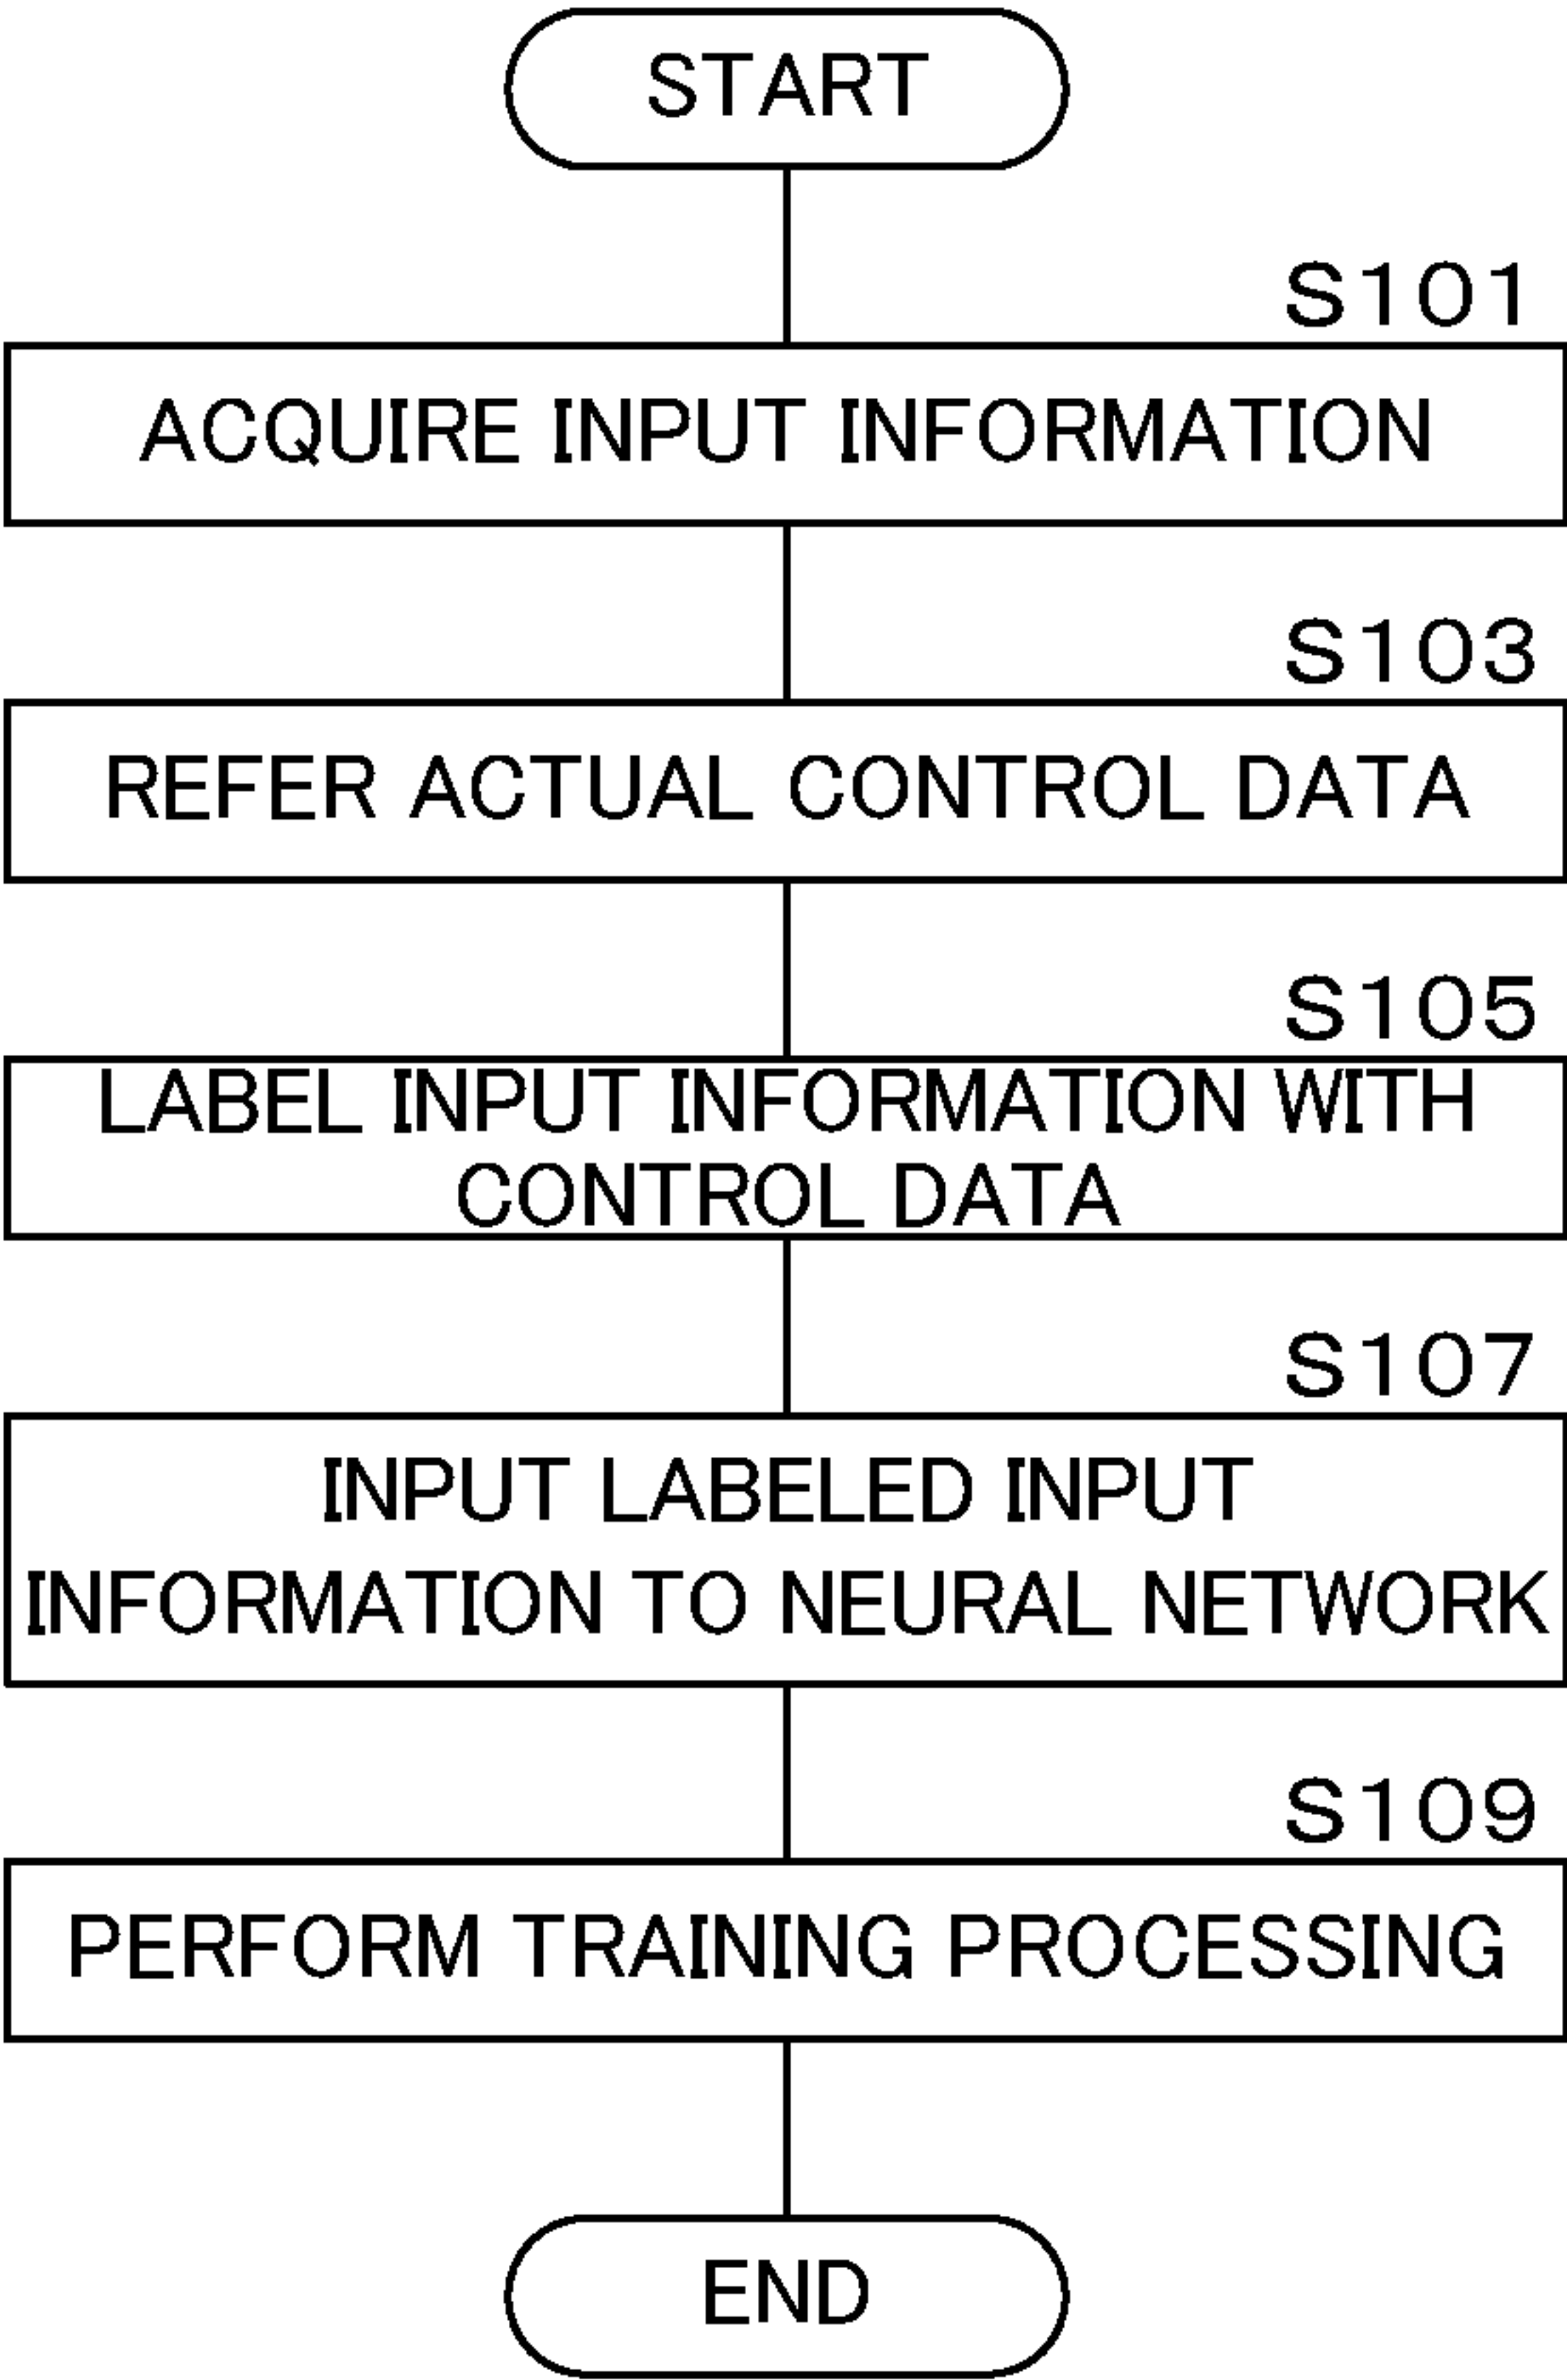 START
S101
ACQUIRE INPUT INFORMATION
S103
REFER ACTUAL CONTROL DATA
S105
LABEL INPUT INFORMATION WITH
CONTROL DATA
S107
INPUT LABELED INPUT
INFORMATION TO NEURAL NETWORK
S109
PERFORM TRAINING PROCESSING
END